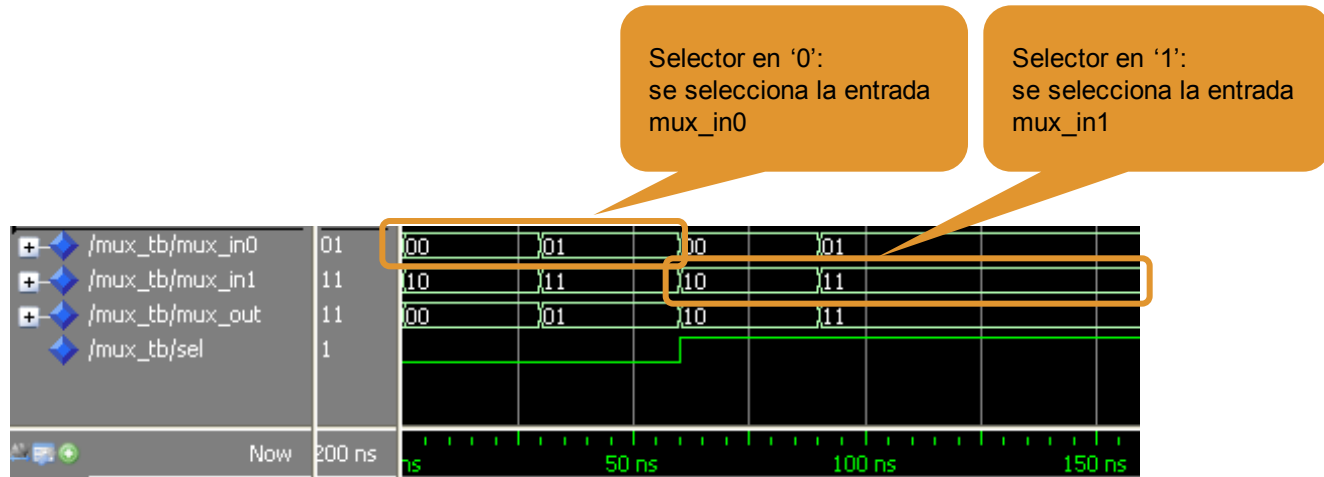 Selector en ‘0’:
se selecciona la entrada
mux_in0
Selector en ‘1’:
se selecciona la entrada
mux_in1
/mux_tb/mux_in0 01 00 01 00 01
/mux_tb/mux_in1 11 10 11 10 11
/mux_tb/mux_out 11 00 01 10 11
/mux_tb/sel 1
Now 200 ns ns 50 ns 100 ns 150 ns